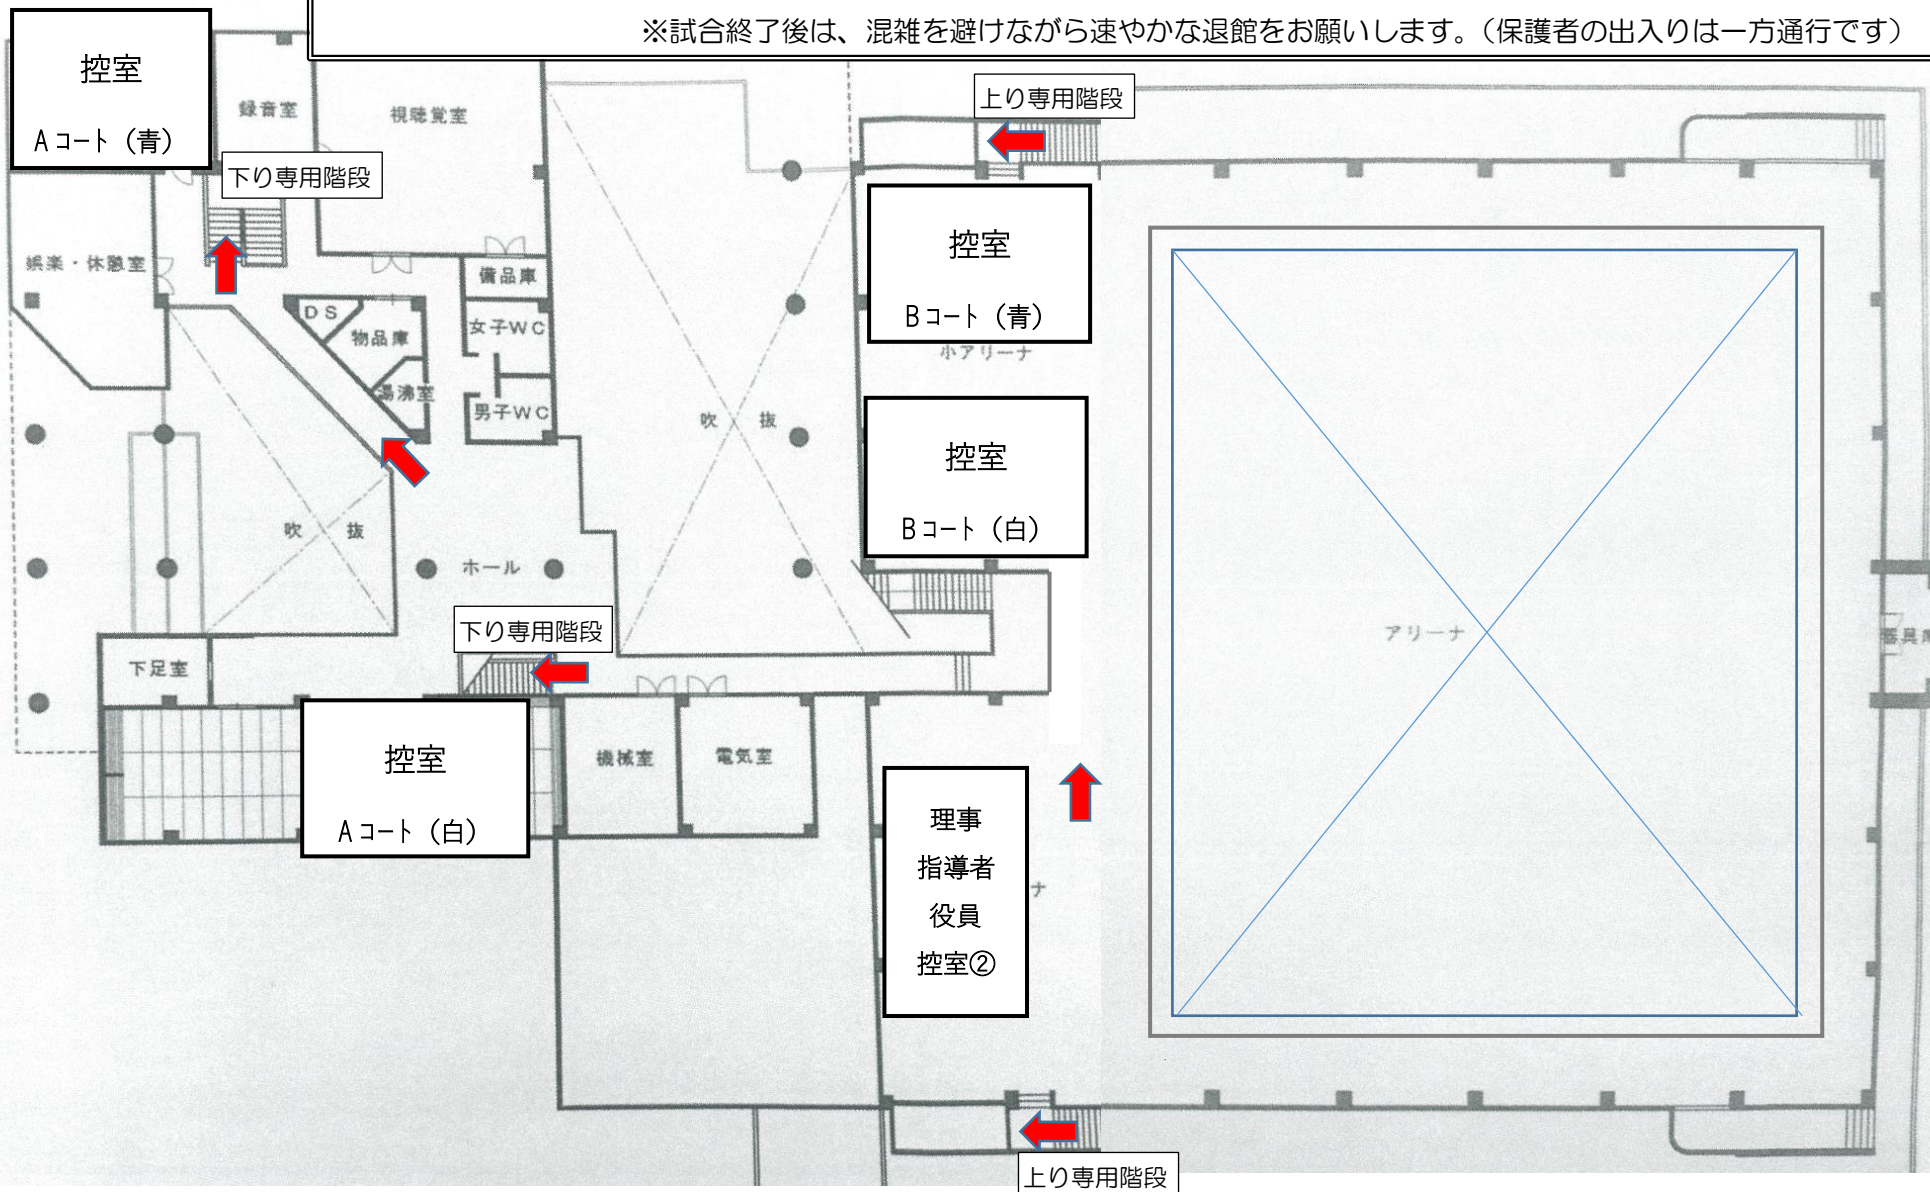 ※試合終了後は、混雑を避けながら速やかな退館をお願いします。（保護者の出入りは一方通行です）
控室
Aコート（青）
録音室
視聴覚室
上り専用階段
下り専用階段
娯楽・休憩室
備品庫
控室
Bコート（青）
DS
物品庫
女子WC
小アリーナ
湯沸室
男子WC
吹抜
控室
Bコート（白）
吹抜
ホール
下り専用階段
アリーナ
器具庫
下足室
控室
Aコート（白）
機械室
電気室
理事
指導者
役員
控室②
ナ
上り専用階段